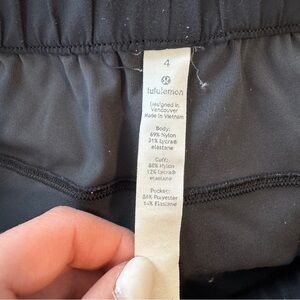 4
lululemon
Designed in
Vancouver
Made in Vietnam
Body:
69% Nylon
31% Lycra®
elastane
Cuff:
88% Nylon
12% Lycra®
elastane
Pocket:
86% Polyester
14% Elastane